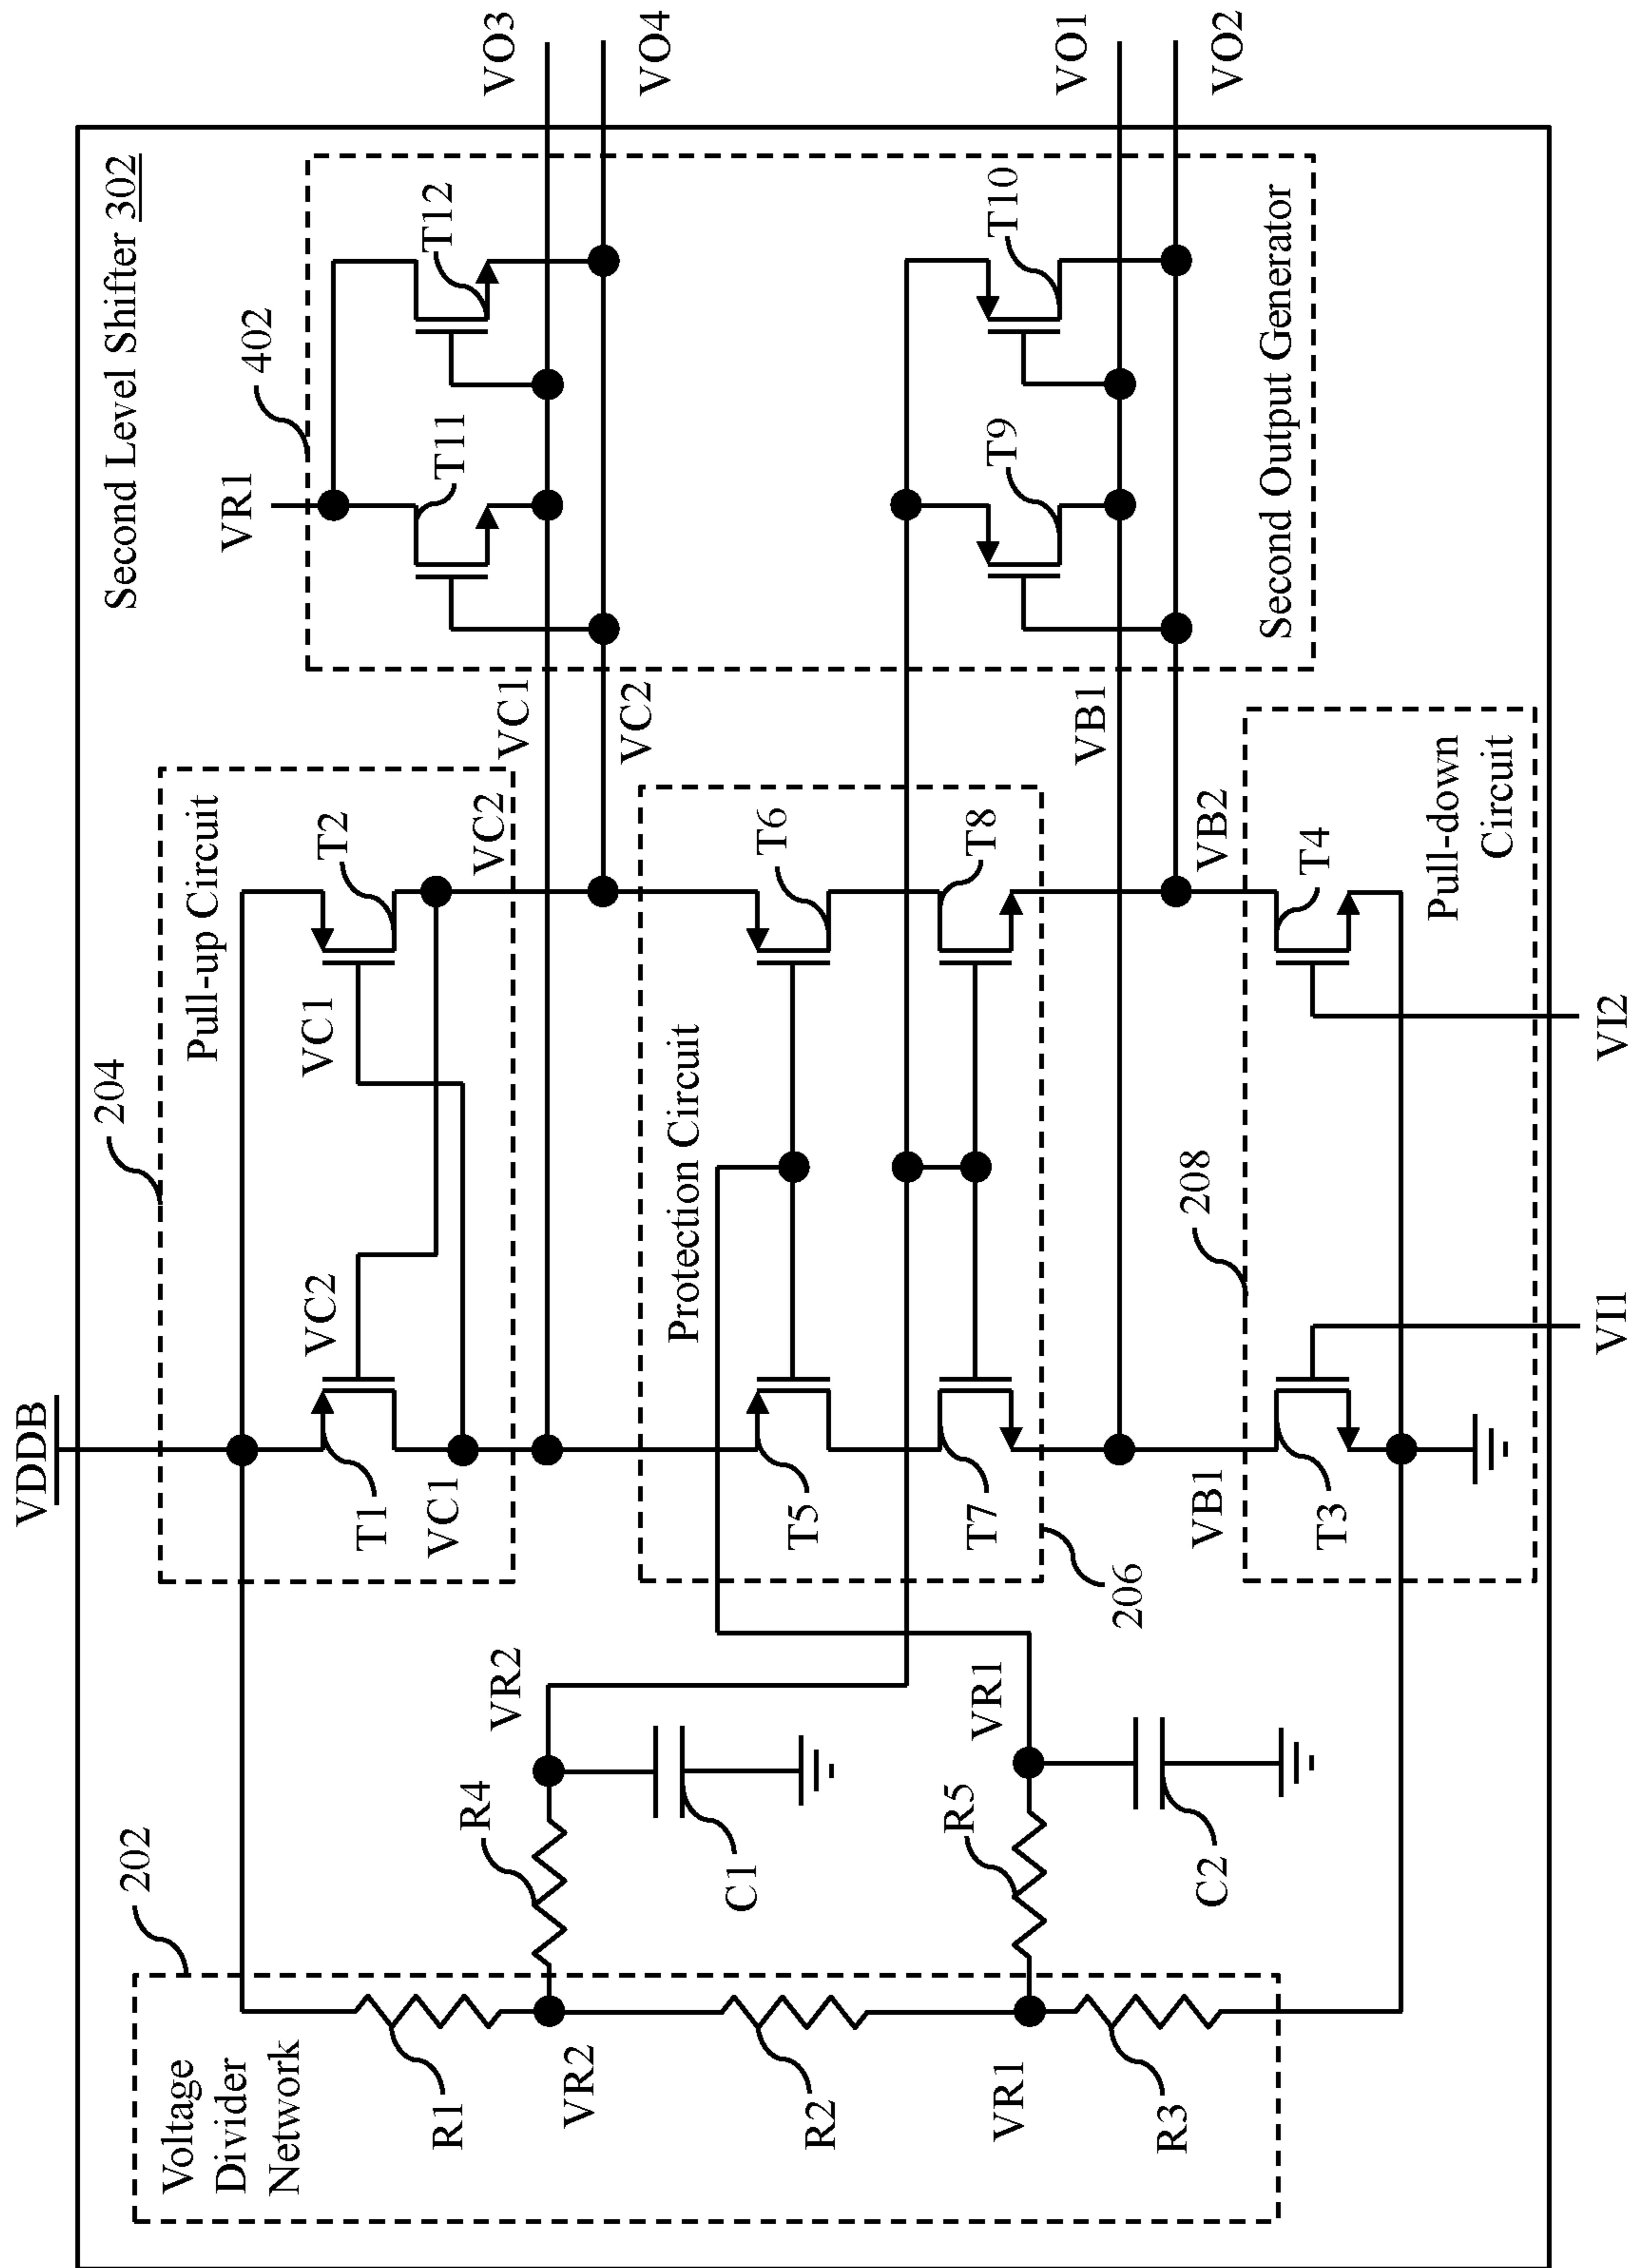 VDDB
Second Level Shifter 302
204
Pull-up Circuit
T1
VC2
VC1
T2
VC1
VC2
202
Voltage
Divider
Network
R1
VR2
R2
VR1
R3
R4
VR2
C1
R5
VR1
C2
Protection Circuit
T5
T6
T7
T8
206
VC1
VC2
VB1
VB1
VB2
208
T3
T4
Pull-down
Circuit
VI1
VI2
402
VR1
T11
T12
T9
T10
Second Output Generator
VO3
VO4
VO1
VO2